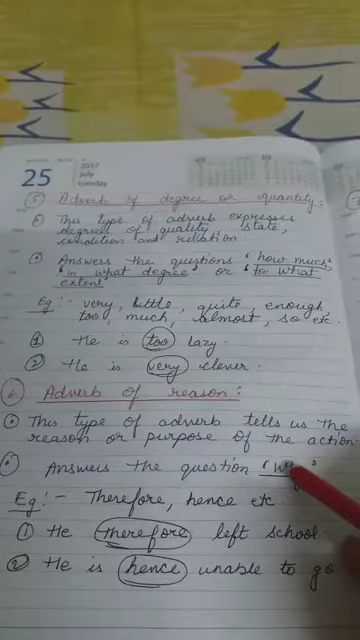 25
2017
july
tuesday
⑤ Adverb of degree or quantity:
This type of adverb expresses
degree of quality, state,
condition and relation
Answers the questions 'how much',
'in what degree' or 'to what
extent'
Eg:- very, little, quite, enough
too, much, almost, so etc.
① He is too lazy.
② He is very clever.
⑥ Adverb of reason:
This type of adverb tells us the
reason or purpose of the action.
Answers the question
Eg:- Therefore, hence etc
① He therefore left school
② He is hence unable to go